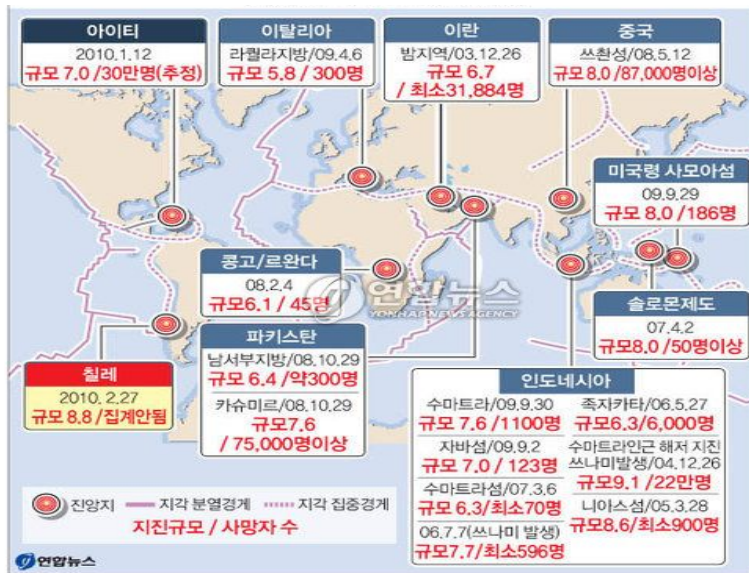 아이티
2010.1.12
규모 7.0 /30만명(추정)
이탈리아
라퀼라지방/09.4.6
규모 5.8 / 300명
이란
밤지역/03.12.26
규모 6.7
/ 최소31,884명
중국
쓰촨성/08.5.12
규모 8.0 /87,000명이상
미국령 사모아섬
09.9.29
규모 8.0 /186명
콩고/르완다
08.2.4
규모6.1 / 45명
연합뉴스
YONHAP NEWS AGENCY
솔로몬제도
07.4.2
규모8.0 /50명이상
파키스탄
남서부지방/08.10.29
규모 6.4 /약300명
카슈미르/08.10.29
규모7.6
/ 75,000명이상
칠레
2010. 2.27
규모 8.8 /집계안됨
인도네시아
수마트라/09.9.30
규모 7.6 /1100명
자바섬/09.9.2
규모 7.0 / 123명
수마트라섬/07.3.6
규모 6.3/최소70명
06.7.7(쓰나미 발생)
규모7.7/최소596명
족자카타/06.5.27
규모6.3/6,000명
수마트라인근 해저 지진
쓰나미발생/04.12.26
규모9.1 /22만명
니아스섬/05.3.28
규모8.6/최소900명
진앙지 지각 분열경계 지각 집중경계
지진규모 / 사망자 수
연합뉴스